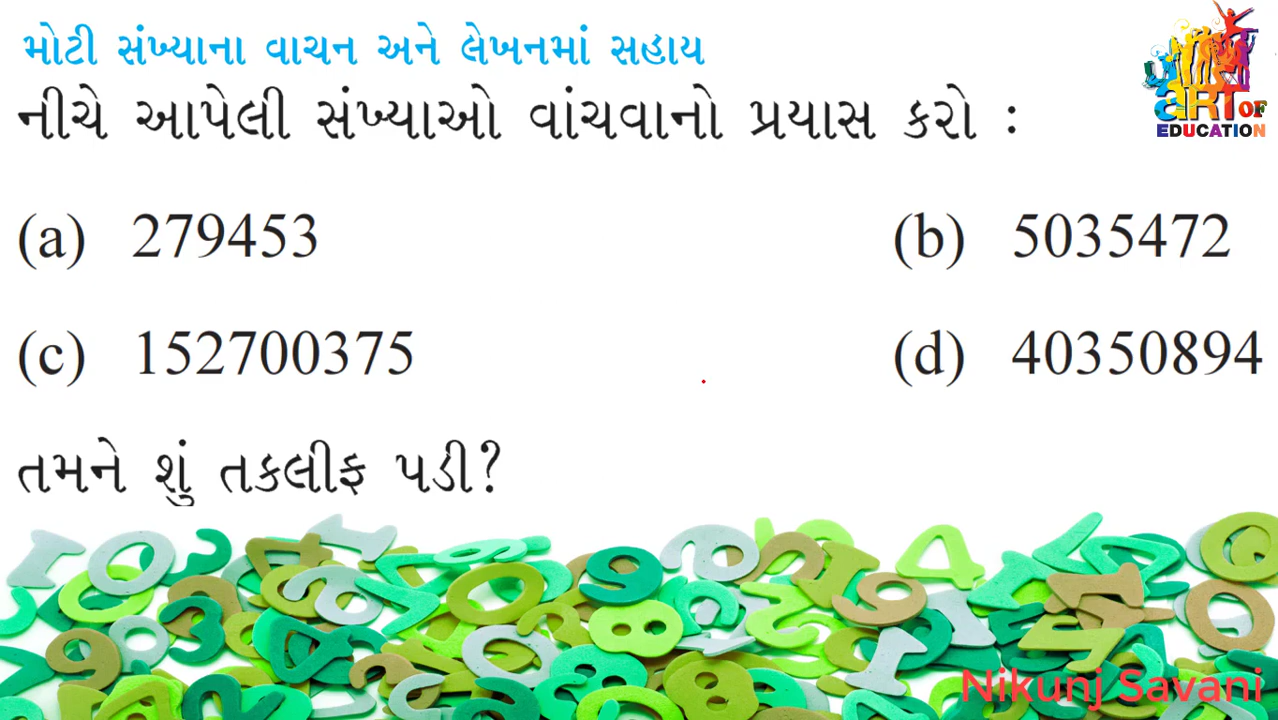 મોટી સંખ્યાના વાચન અને લેખનમાં સહાય
નીચે આપેલી સંખ્યાઓ વાંચવાનો પ્રયાસ કરો :
ART OF
EDUCATION
(a) 279453 (b) 5035472
(c) 152700375 (d) 40350894
તમને શું તકલીફ પડી?
Nikunj Savani